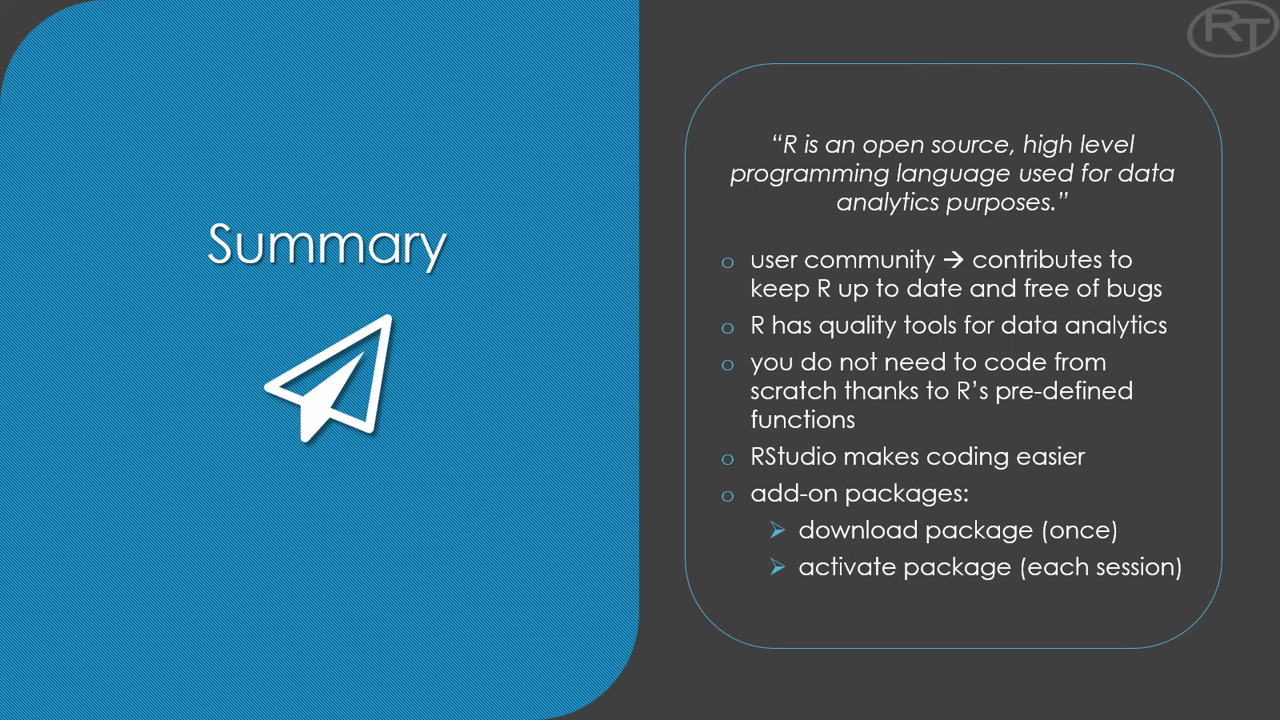 RT
Summary
“R is an open source, high level
programming language used for data
analytics purposes.”
o user community → contributes to
keep R up to date and free of bugs
o R has quality tools for data analytics
o you do not need to code from
scratch thanks to R’s pre-defined
functions
o RStudio makes coding easier
o add-on packages:
➢ download package (once)
➢ activate package (each session)